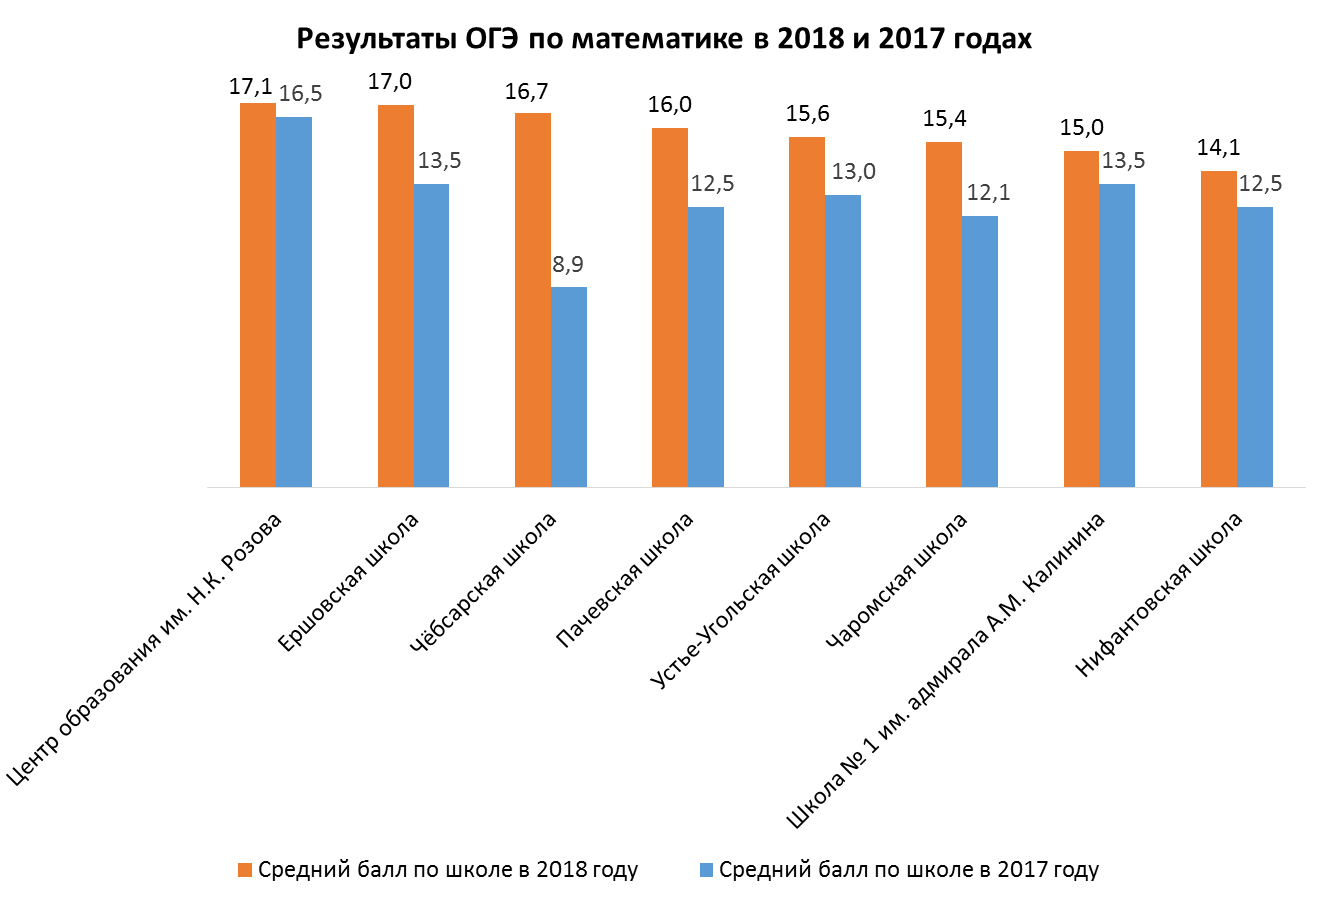 Результаты ОГЭ по математике в 2018 и 2017 годах
17,1
16,5
17,0
13,5
16,7
8,9
16,0
12,5
15,6
13,0
15,4
12,1
15,0
13,5
14,1
12,5
Центр образования им. Н.К. Розова
Ершовская школа
Чёбсарская школа
Пачевская школа
Устье-Угольская школа
Чаромская школа
Школа № 1 им. адмирала А.М. Калинина
Нифантовская школа
Средний балл по школе в 2018 году
Средний балл по школе в 2017 году